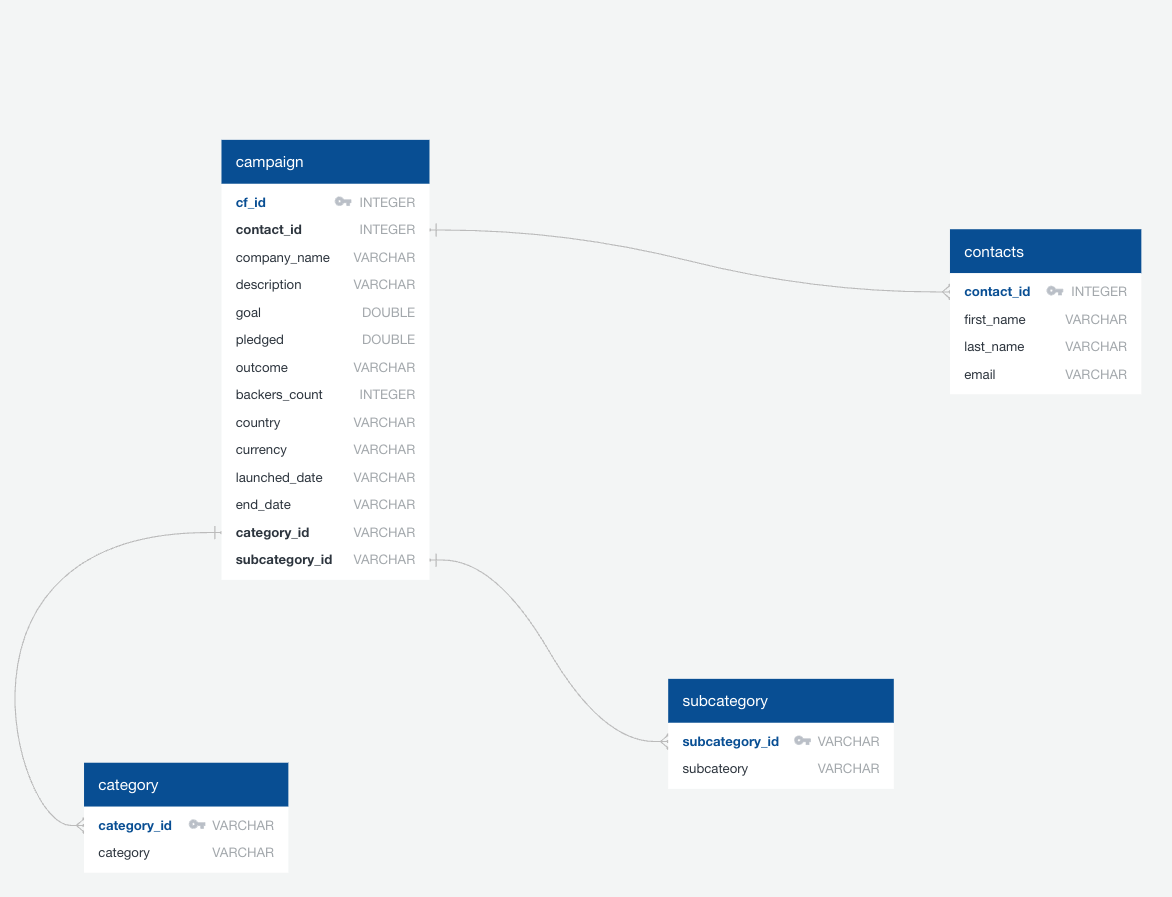 campaign
cf_id INTEGER
contact_id INTEGER
company_name VARCHAR
description VARCHAR
goal DOUBLE
pledged DOUBLE
outcome VARCHAR
backers_count INTEGER
country VARCHAR
currency VARCHAR
launched_date VARCHAR
end_date VARCHAR
category_id VARCHAR
subcategory_id VARCHAR
contacts
contact_id INTEGER
first_name VARCHAR
last_name VARCHAR
email VARCHAR
subcategory
subcategory_id VARCHAR
subcateory VARCHAR
category
category_id VARCHAR
category VARCHAR